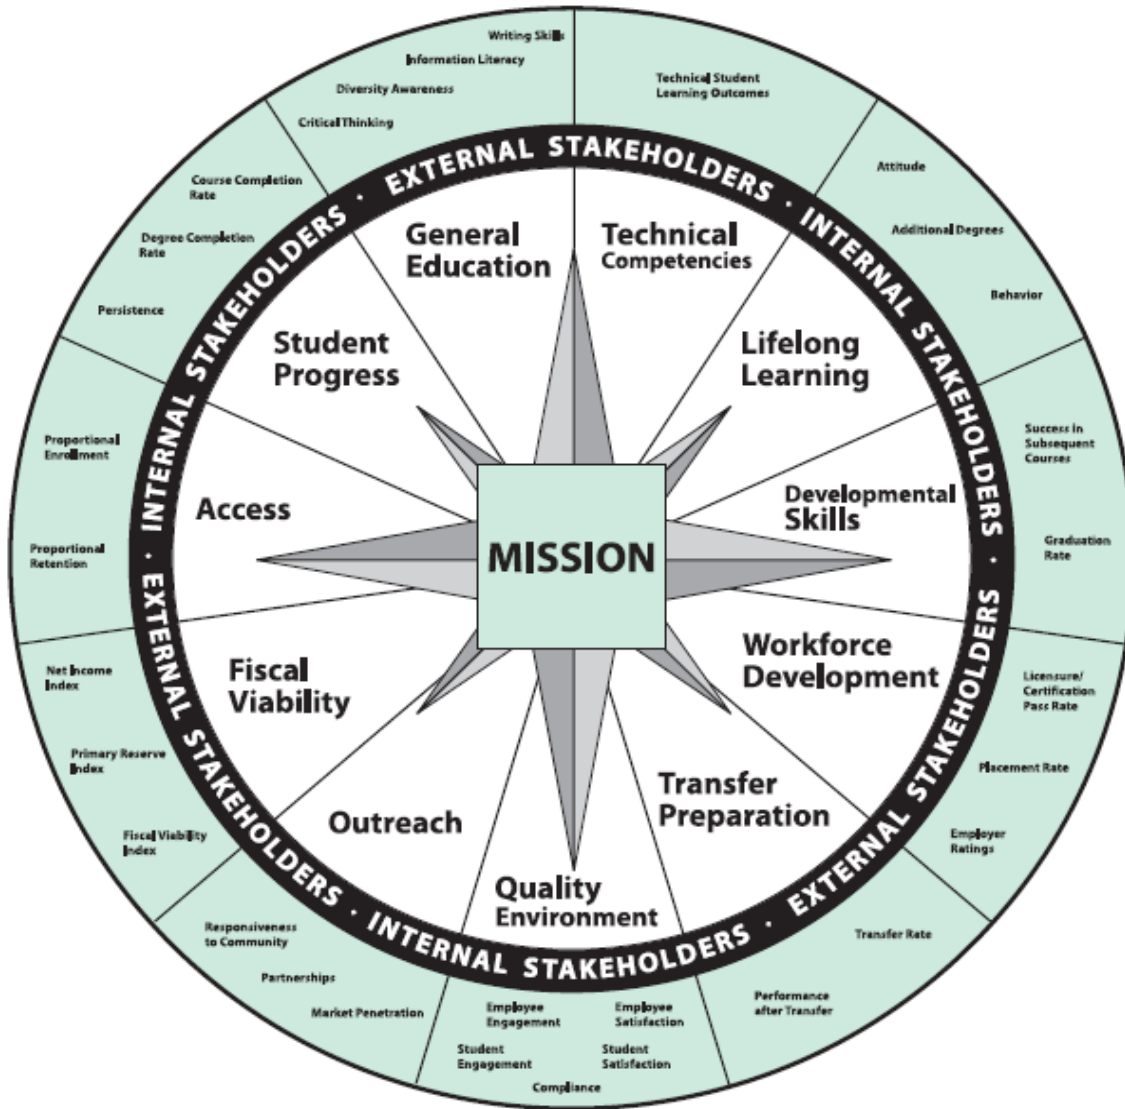 Writing Skills
Information Literacy
Diversity Awareness
Critical Thinking
Technical Student
Learning Outcomes
Attitude
Additional Degrees
Behavior
Success in
Subsequent
Courses
Graduation
Rate
Licensure/
Certification
Pass Rate
Placement Rate
Employer
Ratings
Transfer Rate
Performance
after Transfer
Employee
Engagement
Employee
Satisfaction
Student
Engagement
Student
Satisfaction
Compliance
Responsiveness
to Community
Partnerships
Market Penetration
Net Income
Index
Primary Reserve
Index
Fiscal Viability
Index
Proportional
Enrollment
Proportional
Retention
Course Completion
Rate
Degree Completion
Rate
Persistence
INTERNAL STAKEHOLDERS · EXTERNAL STAKEHOLDERS · INTERNAL STAKEHOLDERS ·
EXTERNAL STAKEHOLDERS · INTERNAL STAKEHOLDERS · EXTERNAL STAKEHOLDERS ·
General
Education
Technical
Competencies
Lifelong
Learning
Developmental
Skills
Workforce
Development
Transfer
Preparation
Quality
Environment
Outreach
Fiscal
Viability
Access
Student
Progress
MISSION